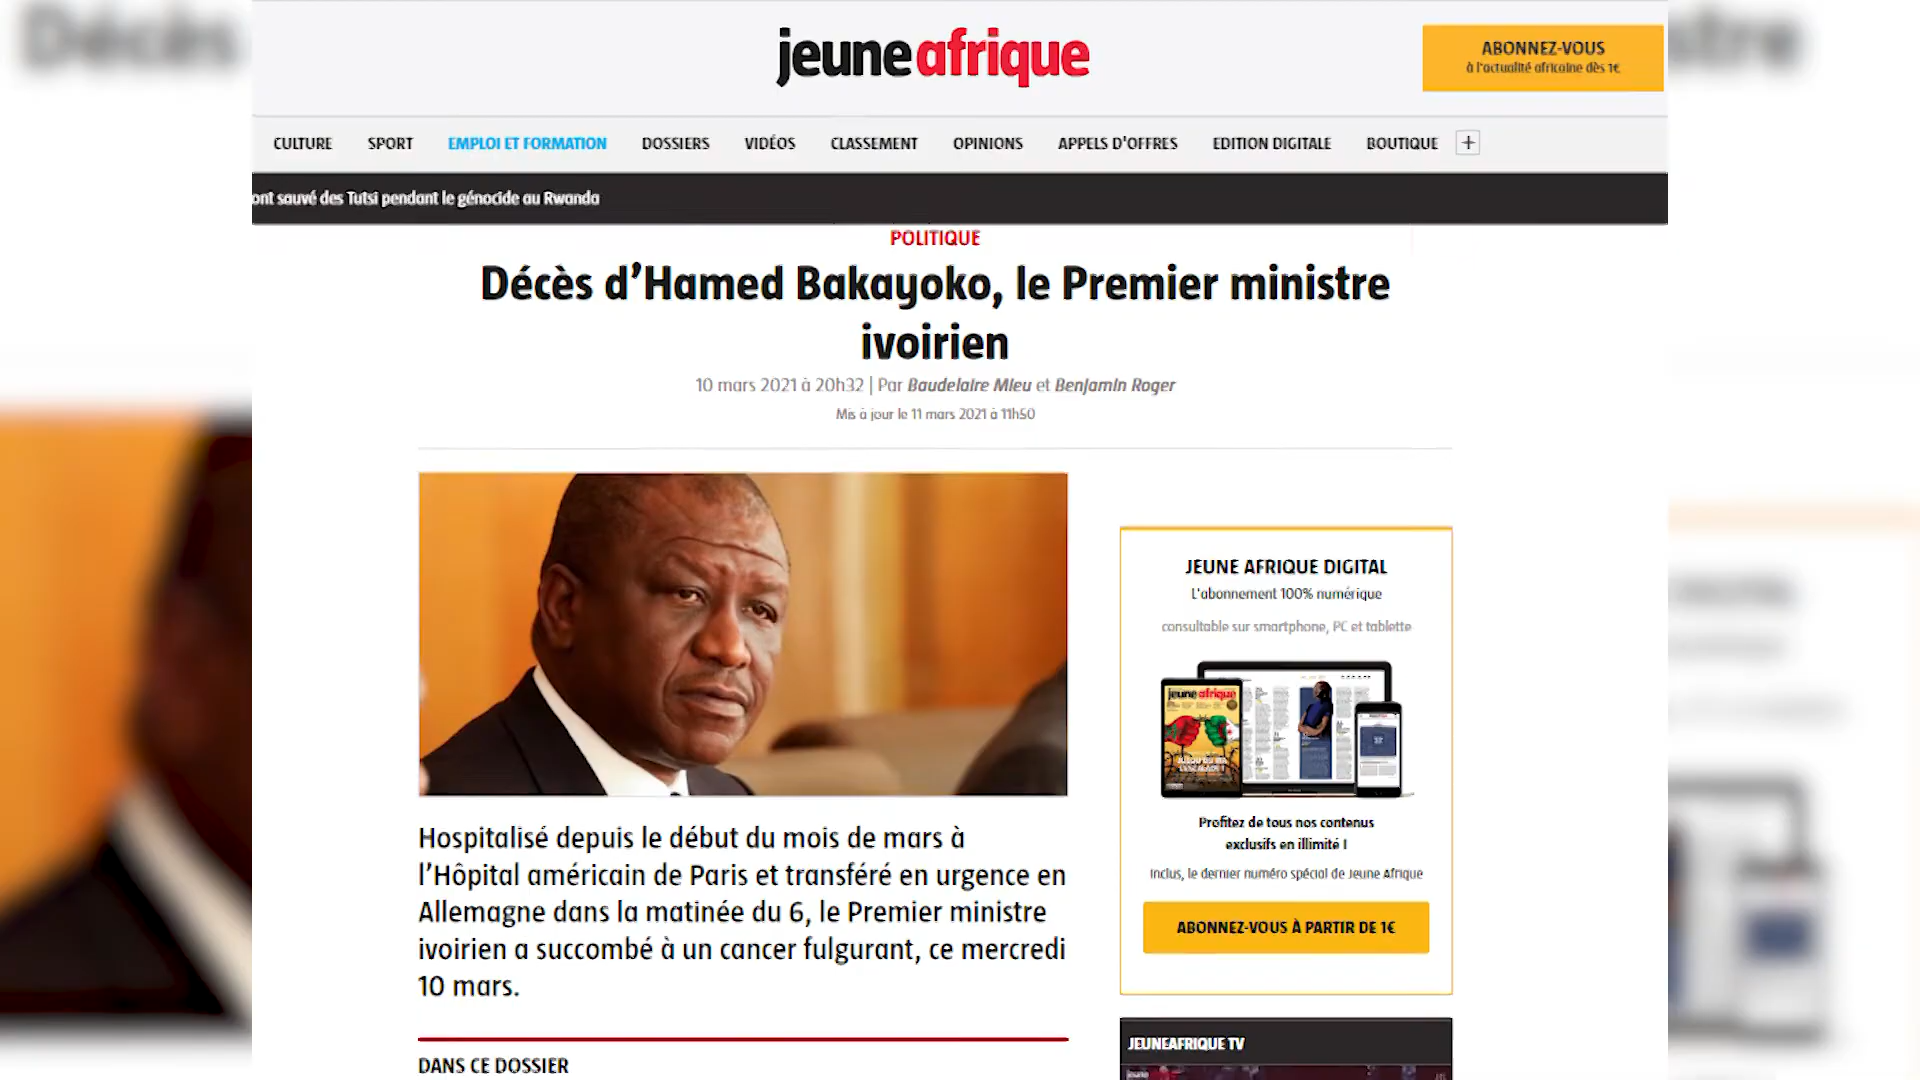 jeuneafrique
ABONNEZ-VOUS
à l'actualité africaine dès 1€
CULTURE SPORT EMPLOI ET FORMATION DOSSIERS VIDÉOS CLASSEMENT OPINIONS APPELS D'OFFRES EDITION DIGITALE BOUTIQUE +
ont sauvé des Tutsi pendant le génocide au Rwanda
POLITIQUE
Décès d’Hamed Bakayoko, le Premier ministre
ivoirien
10 mars 2021 à 20h32 | Par Baudelaire Mieu et Benjamin Roger
Mis à jour le 11 mars 2021 à 11h50
Hospitalisé depuis le début du mois de mars à
l’Hôpital américain de Paris et transféré en urgence en
Allemagne dans la matinée du 6, le Premier ministre
ivoirien a succombé à un cancer fulgurant, ce mercredi
10 mars.
DANS CE DOSSIER
JEUNE AFRIQUE DIGITAL
L'abonnement 100% numérique
consultable sur smartphone, PC et tablette
jeune afrique
Profitez de tous nos contenus
exclusifs en illimité !
Inclus, le dernier numéro spécial de Jeune Afrique
ABONNEZ-VOUS À PARTIR DE 1€
JEUNEAFRIQUE TV